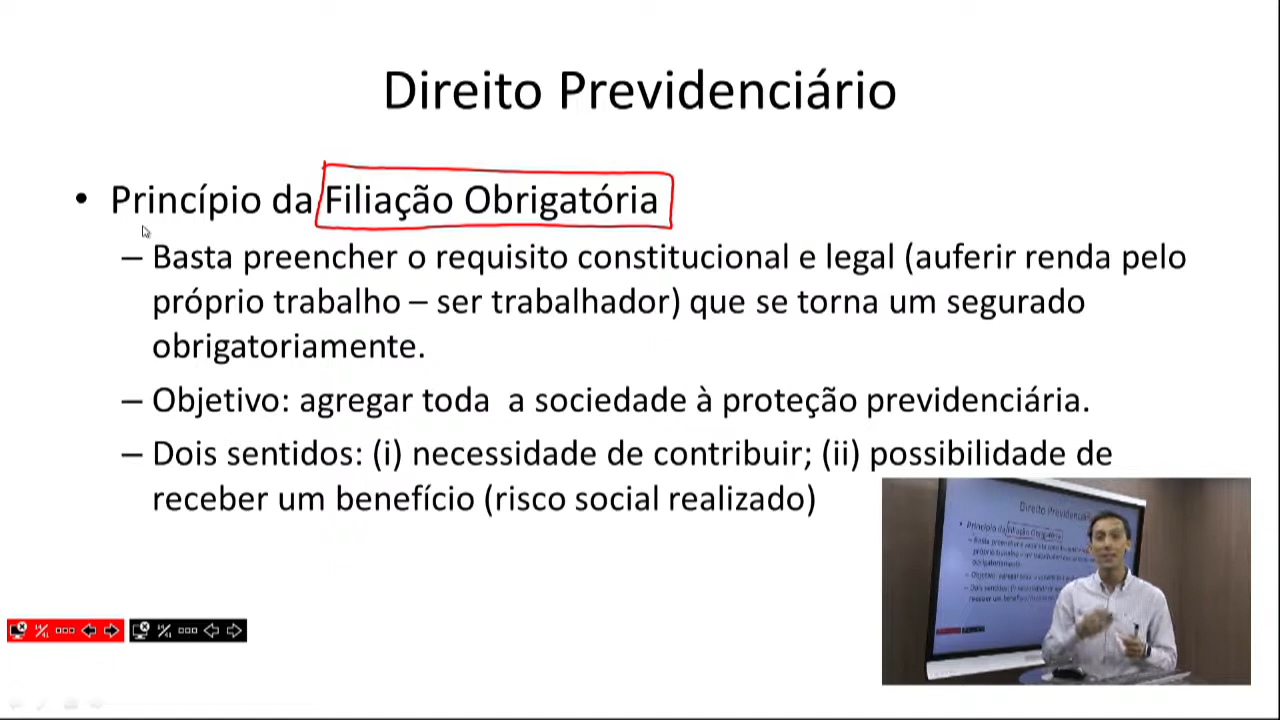 Direito Previdenciário
• Princípio da Filiação Obrigatória
– Basta preencher o requisito constitucional e legal (auferir renda pelo
próprio trabalho – ser trabalhador) que se torna um segurado
obrigatoriamente.
– Objetivo: agregar toda a sociedade à proteção previdenciária.
– Dois sentidos: (i) necessidade de contribuir; (ii) possibilidade de
receber um benefício (risco social realizado)